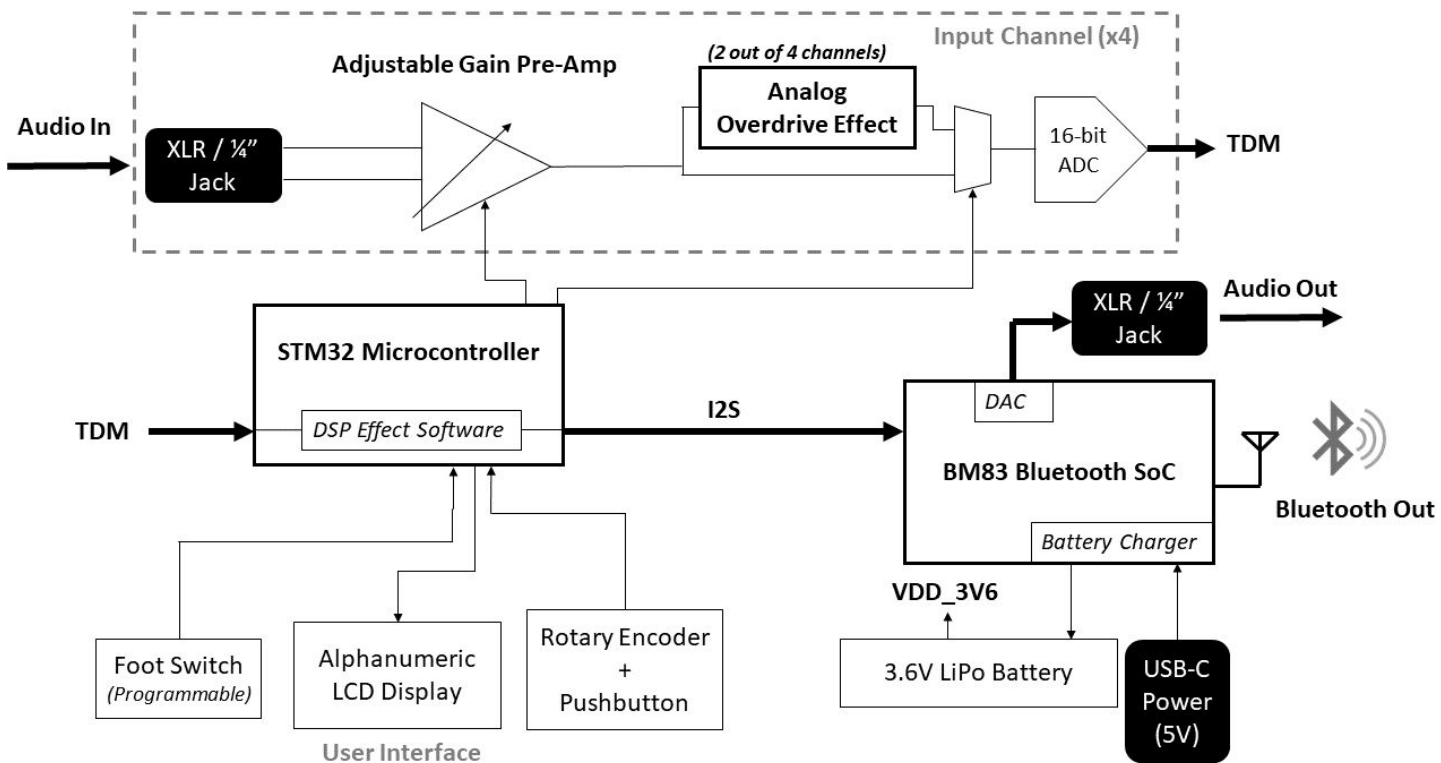 Input Channel (x4)
(2 out of 4 channels)
Adjustable Gain Pre-Amp
Analog
Overdrive Effect
Audio In
XLR / ¼”
Jack
16-bit
ADC
TDM
STM32 Microcontroller
DSP Effect Software
TDM
I2S
XLR / ¼”
Jack
Audio Out
DAC
BM83 Bluetooth SoC
Battery Charger
Bluetooth Out
VDD_3V6
Foot Switch
(Programmable)
Alphanumeric
LCD Display
Rotary Encoder
+
Pushbutton
User Interface
3.6V LiPo Battery
USB-C
Power
(5V)